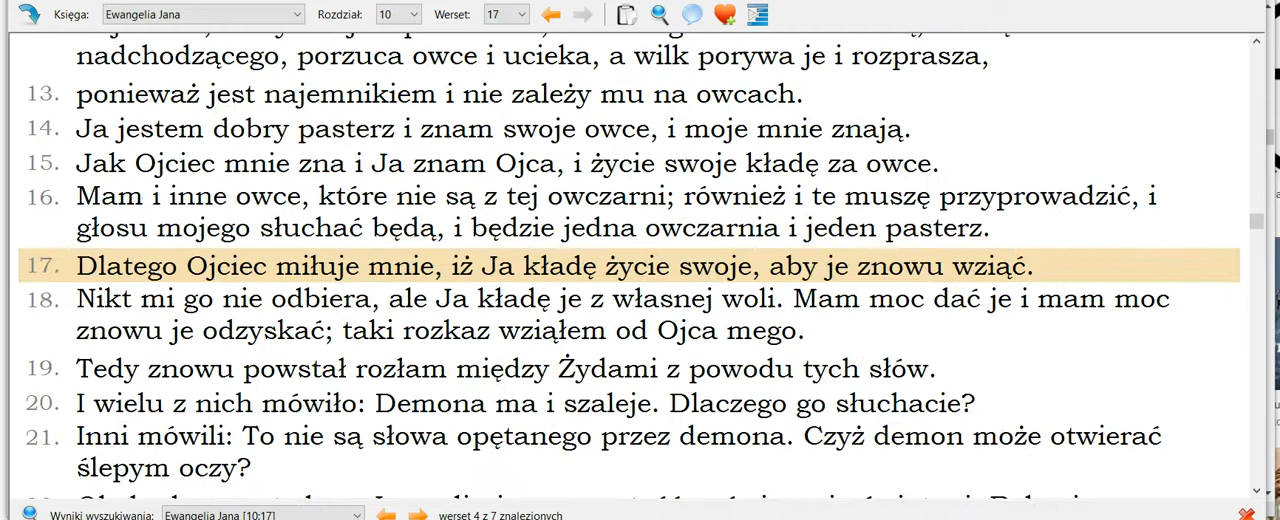 Księga: Ewangelia Jana Rozdział: 10 Werset: 17
nadchodzącego, porzuca owce i ucieka, a wilk porywa je i rozprasza,
13. ponieważ jest najemnikiem i nie zależy mu na owcach.
14. Ja jestem dobry pasterz i znam swoje owce, i moje mnie znają.
15. Jak Ojciec mnie zna i Ja znam Ojca, i życie swoje kładę za owce.
16. Mam i inne owce, które nie są z tej owczarni; również i te muszę przyprowadzić, i
głosu mojego słuchać będą, i będzie jedna owczarnia i jeden pasterz.
17. Dlatego Ojciec miłuje mnie, iż Ja kładę życie swoje, aby je znowu wziąć.
18. Nikt mi go nie odbiera, ale Ja kładę je z własnej woli. Mam moc dać je i mam moc
znowu je odzyskać; taki rozkaz wziąłem od Ojca mego.
19. Tedy znowu powstał rozłam między Żydami z powodu tych słów.
20. I wielu z nich mówiło: Demona ma i szaleje. Dlaczego go słuchacie?
21. Inni mówili: To nie są słowa opętanego przez demona. Czyż demon może otwierać
ślepym oczy?
Wyniki wyszukiwania: Ewangelia Jana [10:17] werset 4 z 7 znalezionych